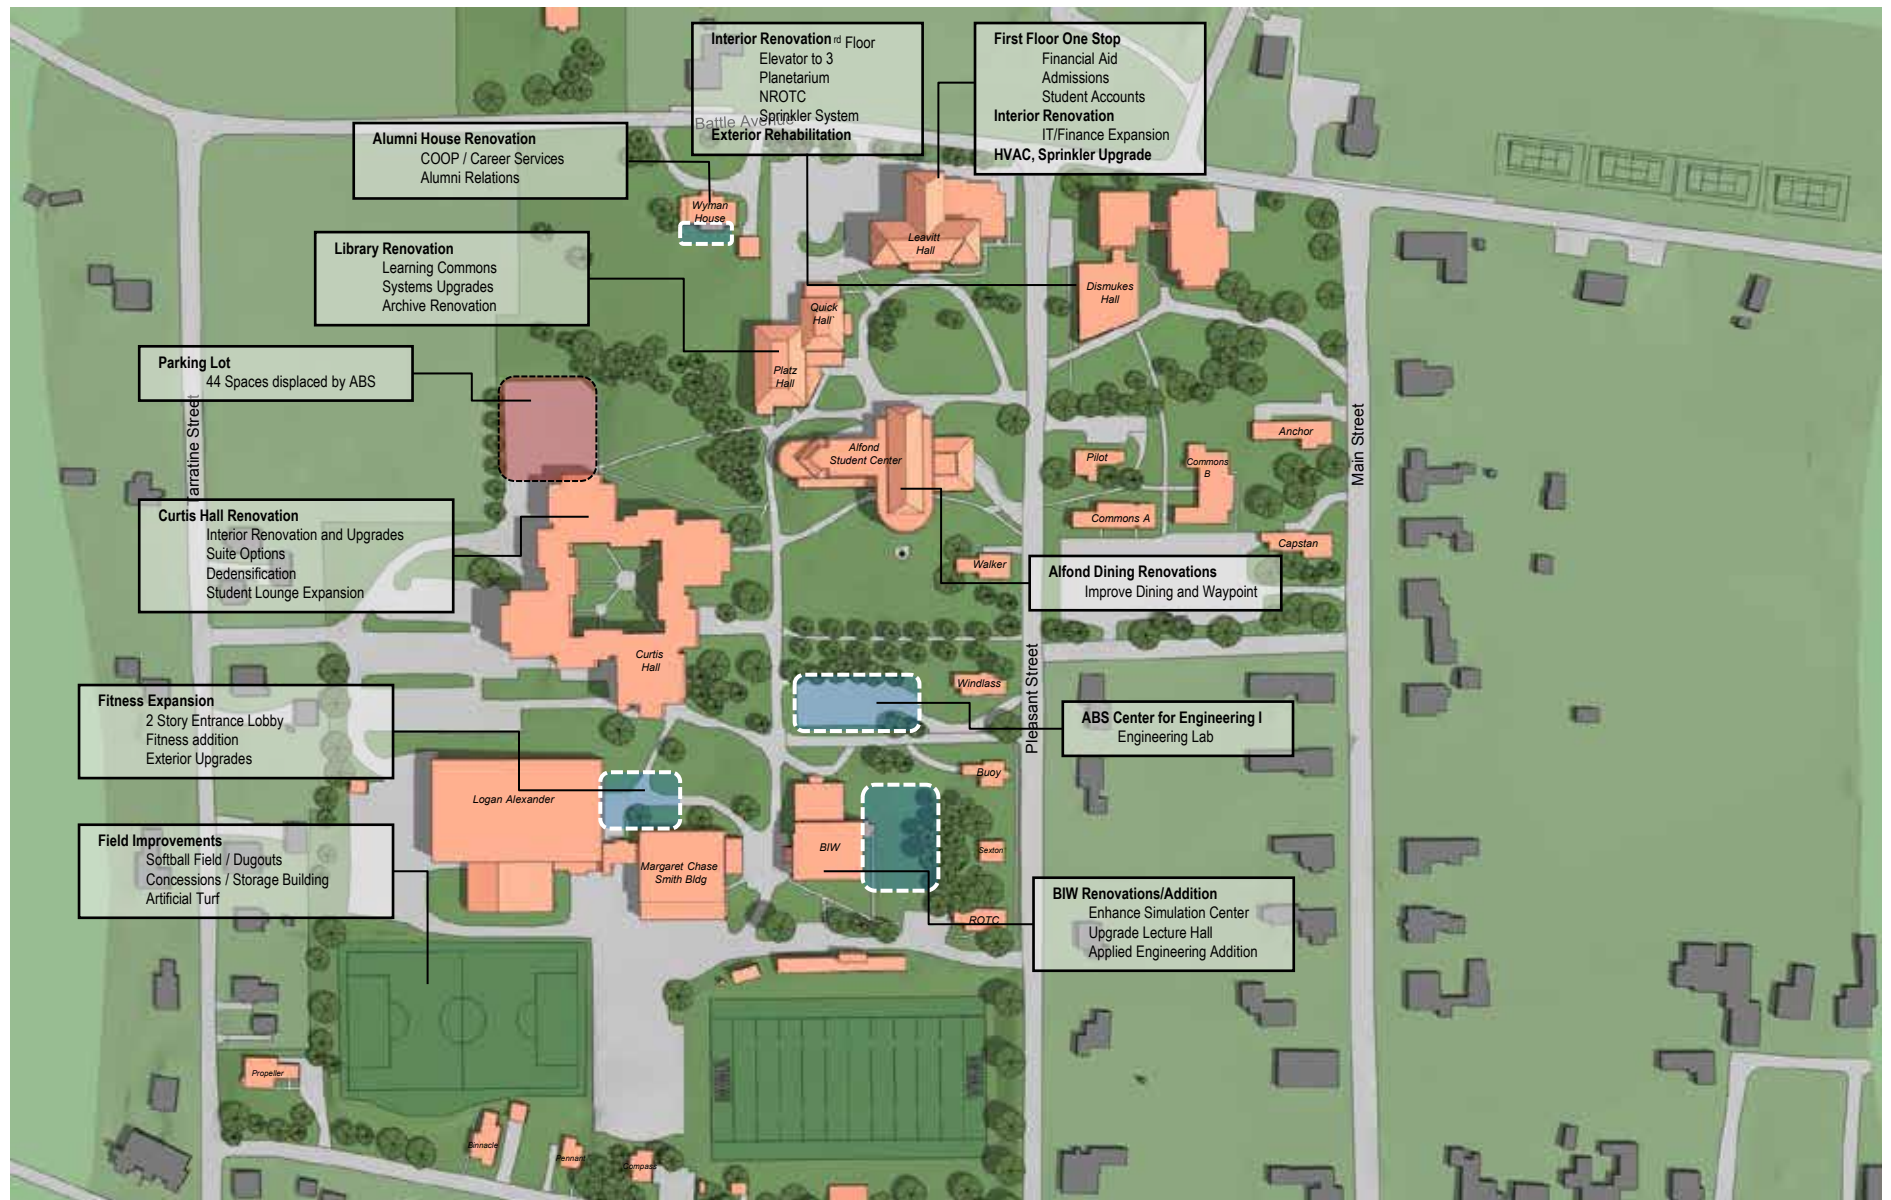 Interior Renovation rd Floor
Elevator to 3
Planetarium
NROTC
Sprinkler System
Exterior Rehabilitation
First Floor One Stop
Financial Aid
Admissions
Student Accounts
Interior Renovation
IT/Finance Expansion
HVAC, Sprinkler Upgrade
Battle Avenue
Alumni House Renovation
COOP / Career Services
Alumni Relations
Wyman
House
Leavitt
Hall
Library Renovation
Learning Commons
Systems Upgrades
Archive Renovation
Dismukes
Hall
Quick
Hall
Platz
Hall
Parking Lot
44 Spaces displaced by ABS
Tarratine Street
Alfond
Student Center
Pilot
Commons
B
Anchor
Main Street
Commons A
Capstan
Curtis Hall Renovation
Interior Renovation and Upgrades
Suite Options
Dedensification
Student Lounge Expansion
Walker
Alfond Dining Renovations
Improve Dining and Waypoint
Curtis
Hall
Windlass
Pleasant Street
Fitness Expansion
2 Story Entrance Lobby
Fitness addition
Exterior Upgrades
ABS Center for Engineering I
Engineering Lab
Buoy
Logan Alexander
Field Improvements
Softball Field / Dugouts
Concessions / Storage Building
Artificial Turf
BIW
Sexton
Margaret Chase
Smith Bldg
ROTC
BIW Renovations/Addition
Enhance Simulation Center
Upgrade Lecture Hall
Applied Engineering Addition
Propeller
Binnacle
Pennant
Compass